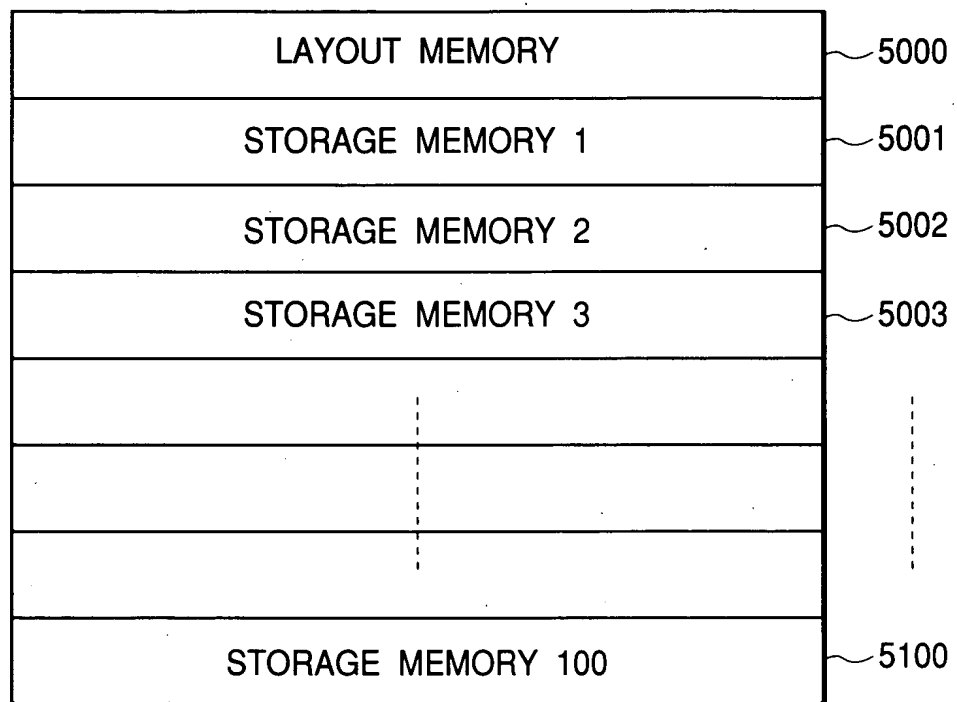 LAYOUT MEMORY 5000
STORAGE MEMORY 1 5001
STORAGE MEMORY 2 5002
STORAGE MEMORY 3 5003
STORAGE MEMORY 100 5100